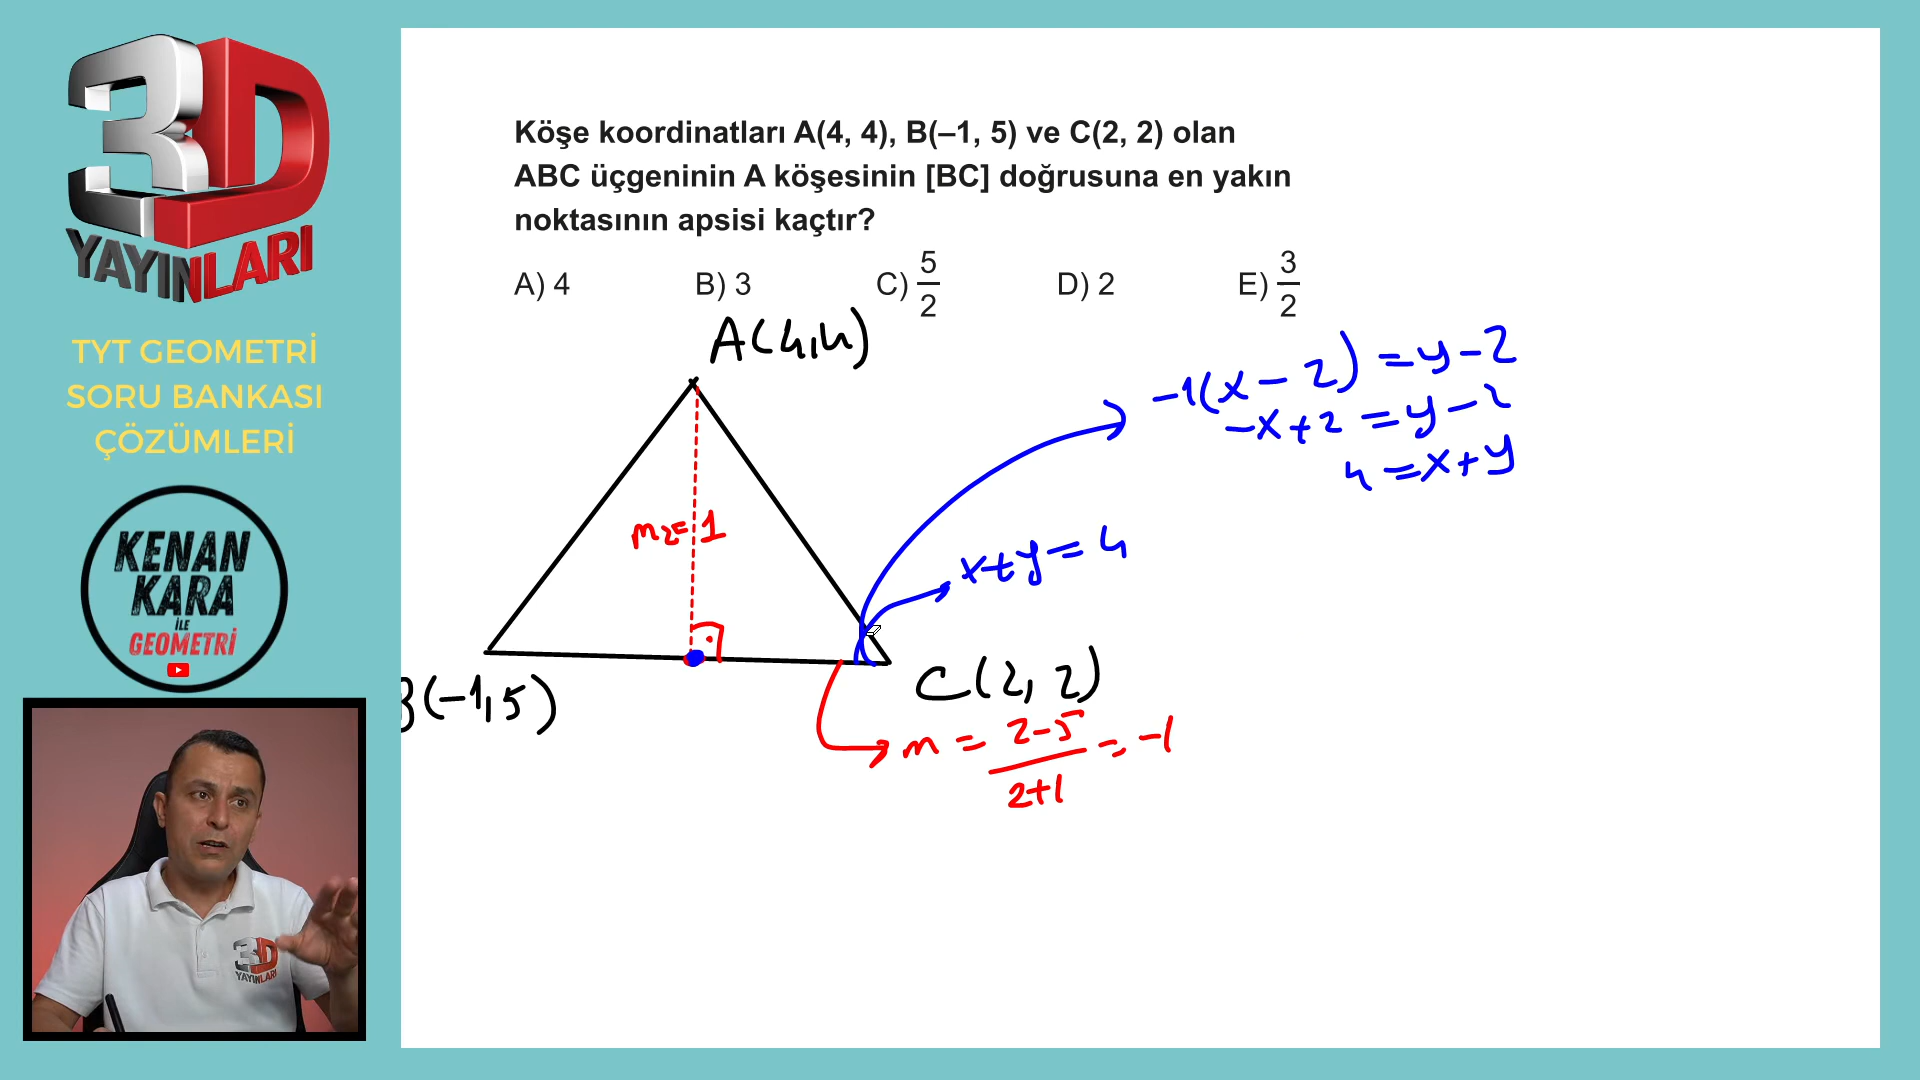 3D
YAYINLARI
TYT GEOMETRİ
SORU BANKASI
ÇÖZÜMLERİ
KENAN
KARA
İLE
GEOMETRİ
3D
YAYINLARI
Köşe koordinatları A(4, 4), B(–1, 5) ve C(2, 2) olan
ABC üçgeninin A köşesinin [BC] doğrusuna en yakın
noktasının apsisi kaçtır?
A) 4 B) 3 C) 5/2 D) 2 E) 3/2
A(4,4)
-1(x-2) = y-2
-x+2 = y-2
4 = x+y
m2=1
x+y=4
B(-1,5)
C(2,2)
m = 2-5/2+1 = -1